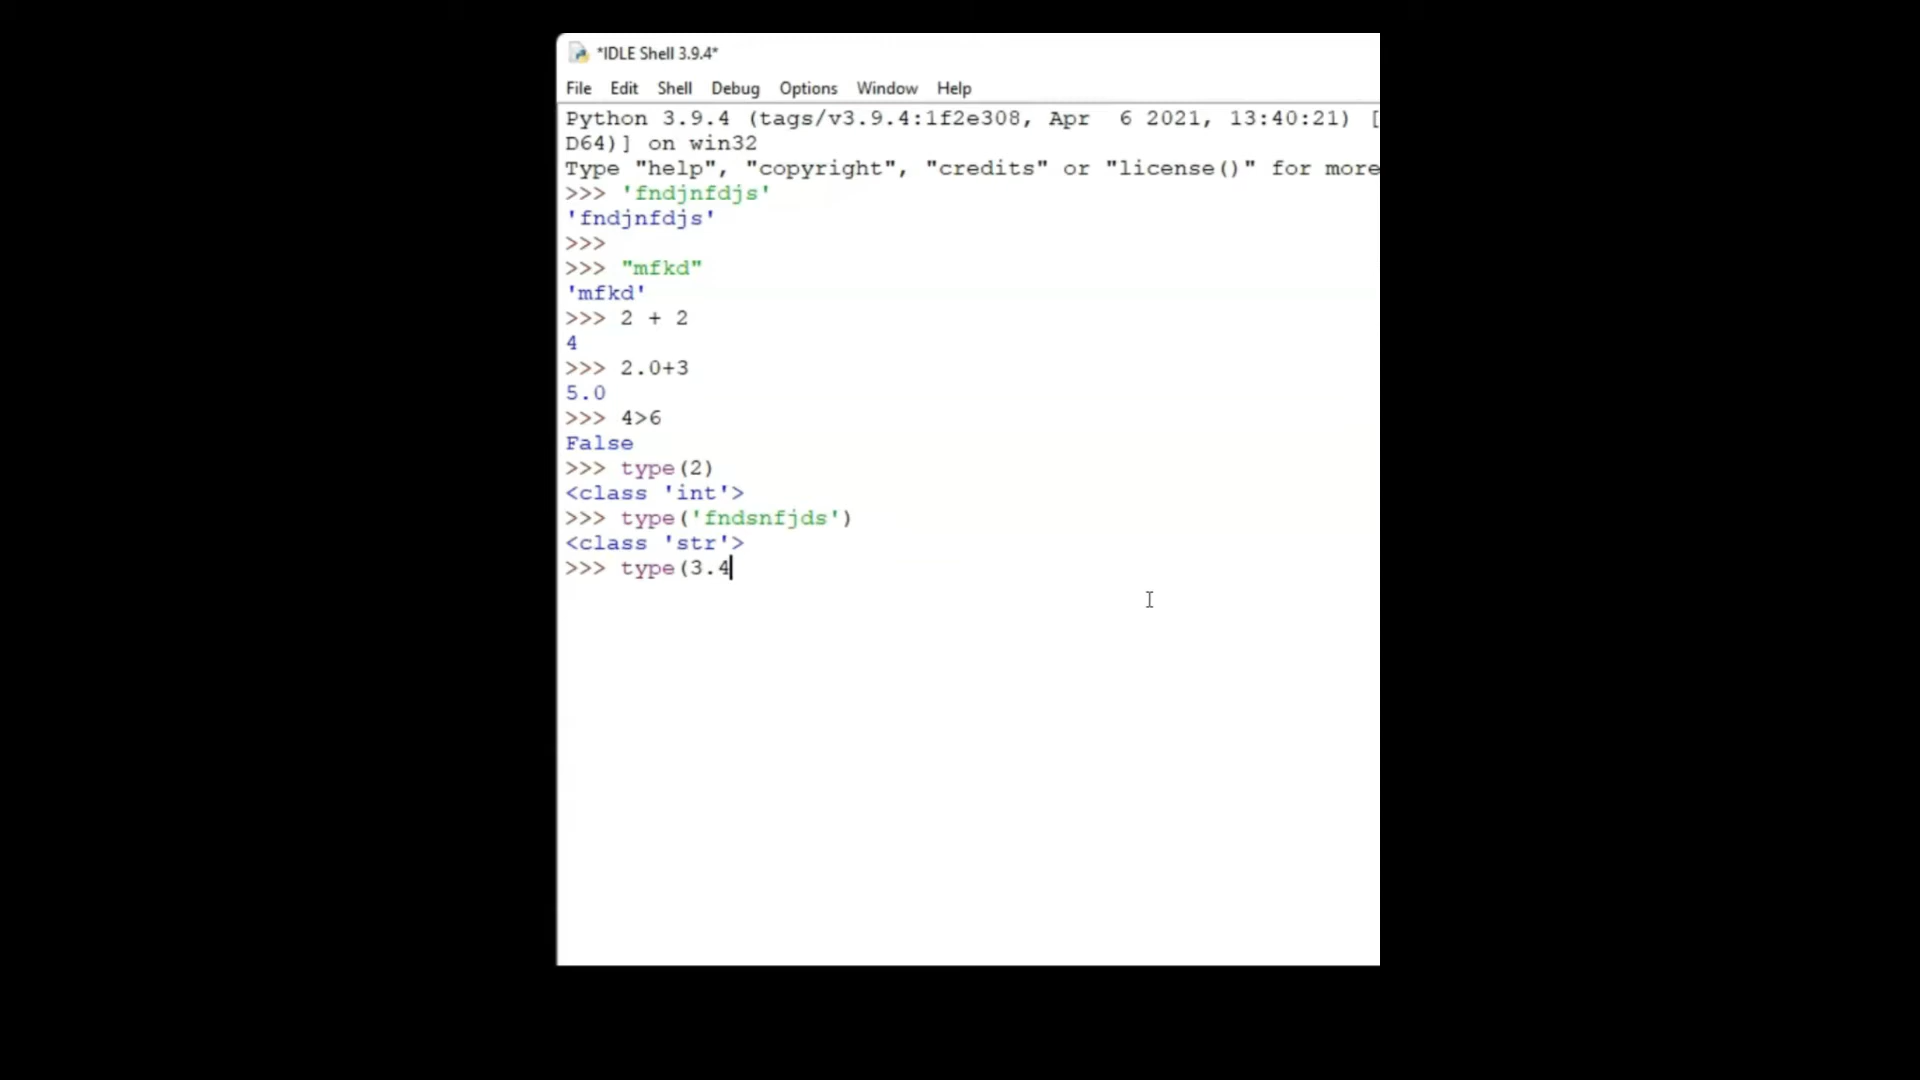 *IDLE Shell 3.9.4*
File Edit Shell Debug Options Window Help
Python 3.9.4 (tags/v3.9.4:1f2e308, Apr  6 2021, 13:40:21) [
D64)] on win32
Type "help", "copyright", "credits" or "license()" for more
>>> 'fndjnfdjs'
'fndjnfdjs'
>>>
>>> "mfkd"
'mfkd'
>>> 2 + 2
4
>>> 2.0+3
5.0
>>> 4>6
False
>>> type(2)
<class 'int'>
>>> type('fndsnfjds')
<class 'str'>
>>> type(3.4